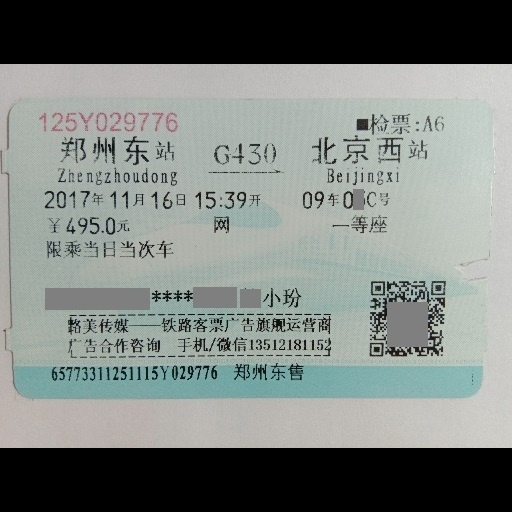 125Y029776
检票:A6
郑州东站 G430 北京西站
Zhengzhoudong Beijingxi
2017年11月16日15:39开 09车0C号
￥495.0元 网 一等座
限乘当日当次车
**** 小玢
路美传媒——铁路客票广告旗舰运营商
广告合作咨询 手机/微信13512181152
65773311251115Y029776 郑州东售